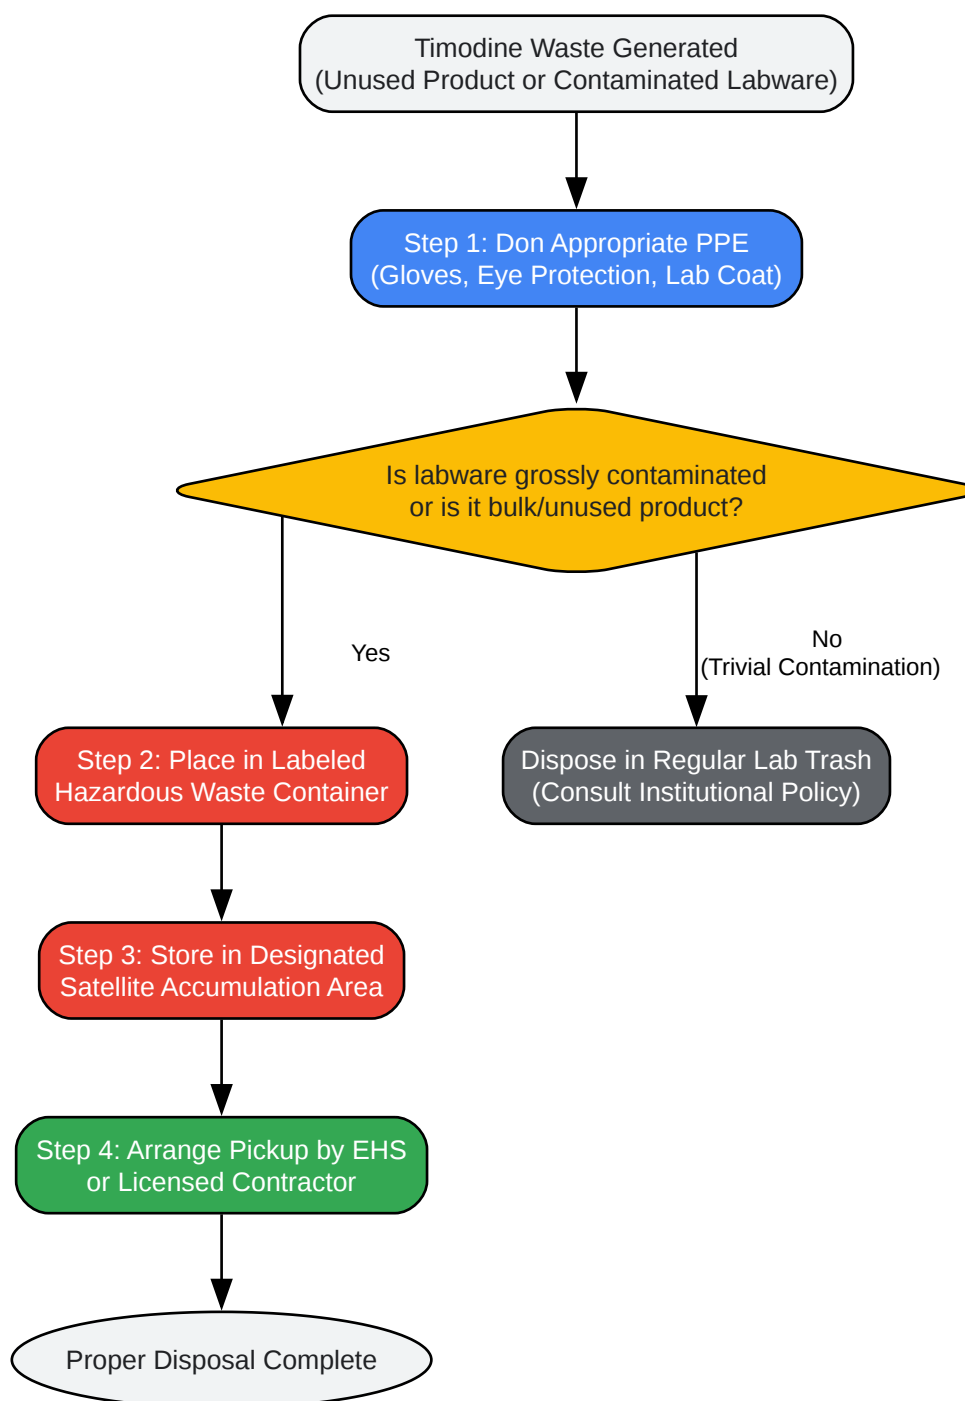 Timodine Waste Generated
(Unused Product or Contaminated Labware)
Step 1: Don Appropriate PPE
(Gloves, Eye Protection, Lab Coat)
Is labware grossly contaminated
or is it bulk/unused product?
Yes
No
(Trivial Contamination)
Step 2: Place in Labeled
Hazardous Waste Container
Dispose in Regular Lab Trash
(Consult Institutional Policy)
Step 3: Store in Designated
Satellite Accumulation Area
Step 4: Arrange Pickup by EHS
or Licensed Contractor
Proper Disposal Complete